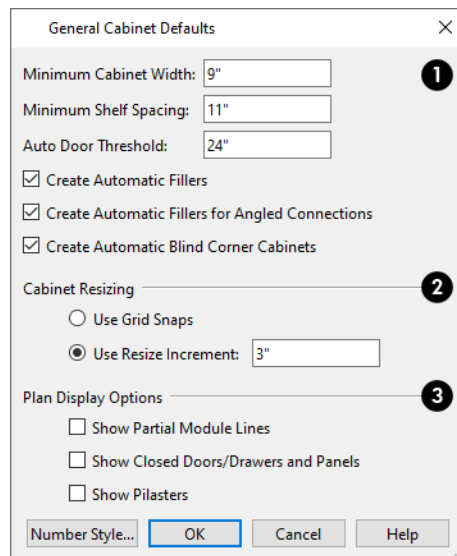 General Cabinet Defaults
Minimum Cabinet Width: 9" 1
Minimum Shelf Spacing: 11"
Auto Door Threshold: 24"
Create Automatic Fillers
Create Automatic Fillers for Angled Connections
Create Automatic Blind Corner Cabinets
Cabinet Resizing 2
Use Grid Snaps
Use Resize Increment: 3"
Plan Display Options 3
Show Partial Module Lines
Show Closed Doors/Drawers and Panels
Show Pilasters
Number Style... OK Cancel Help